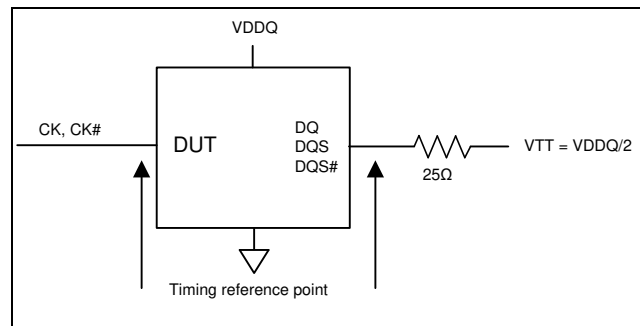 VDDQ
CK, CK#
DUT
DQ
DQS
DQS#
25Ω
VTT = VDDQ/2
Timing reference point